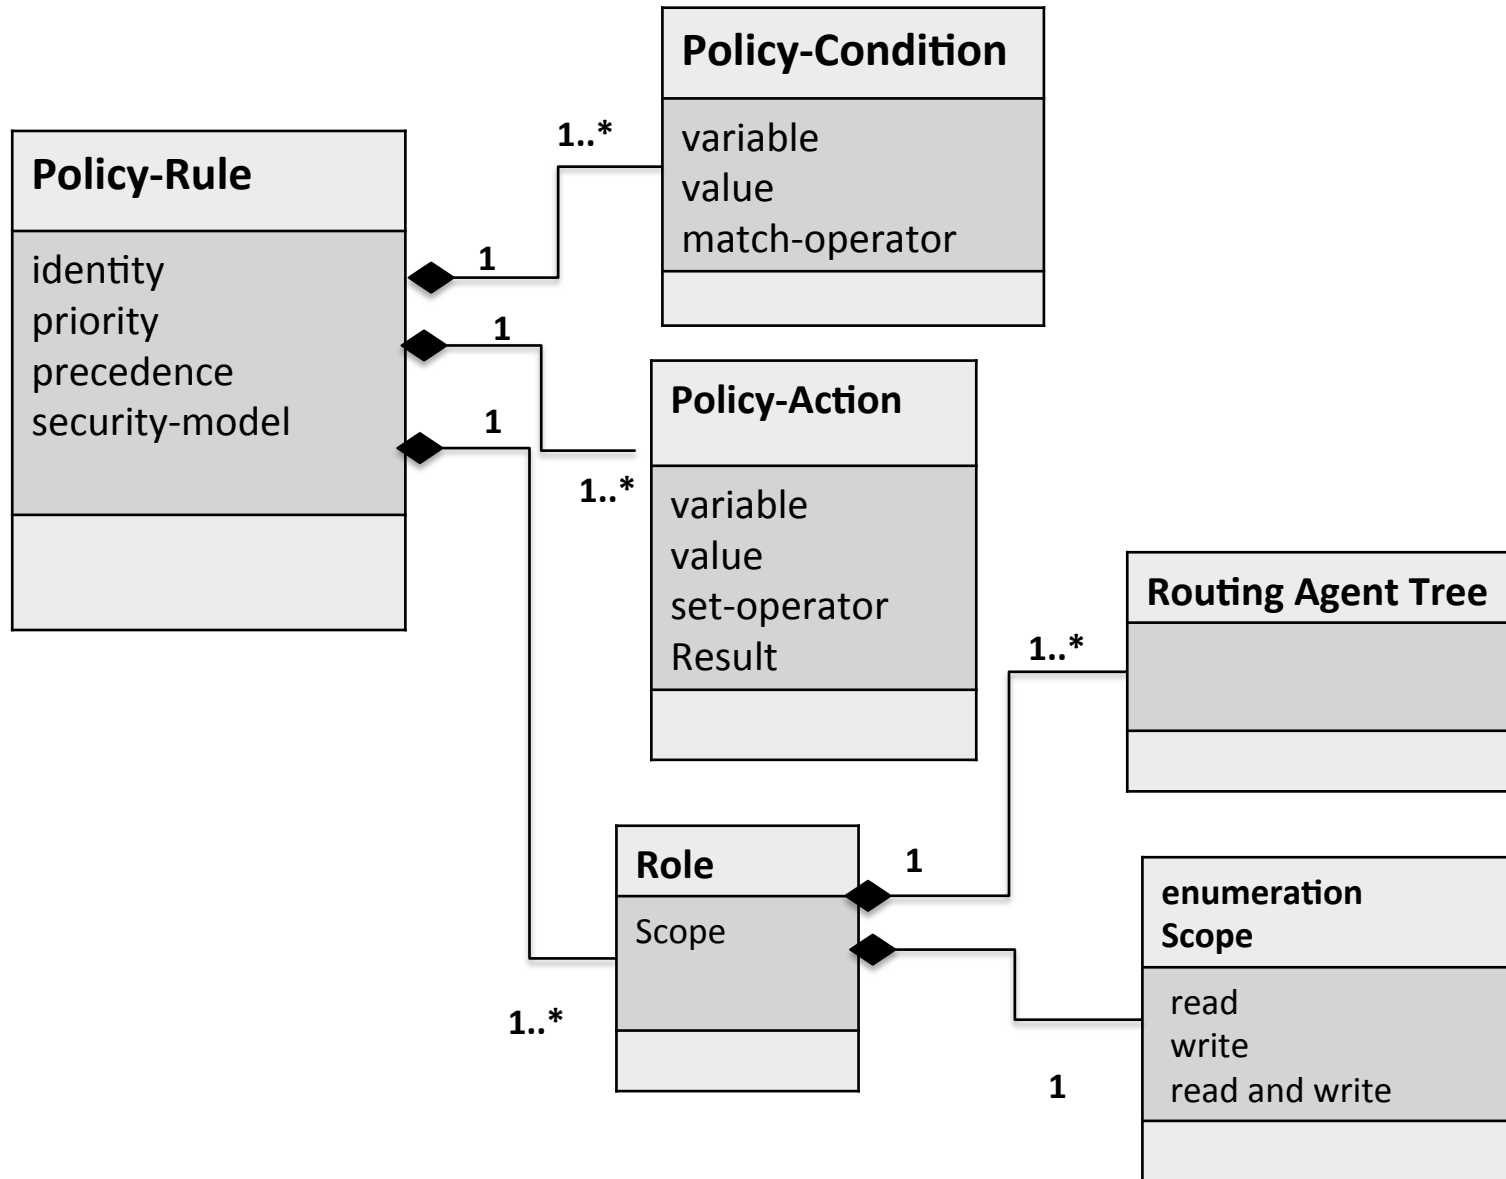 Policy-Rule
identity
priority
precedence
security-model
1
1..*
Policy-Condition
variable
value
match-operator
1
1..*
Policy-Action
variable
value
set-operator
Result
1
1..*
Role
Scope
1
1..*
Routing Agent Tree
1
enumeration
Scope
read
write
read and write